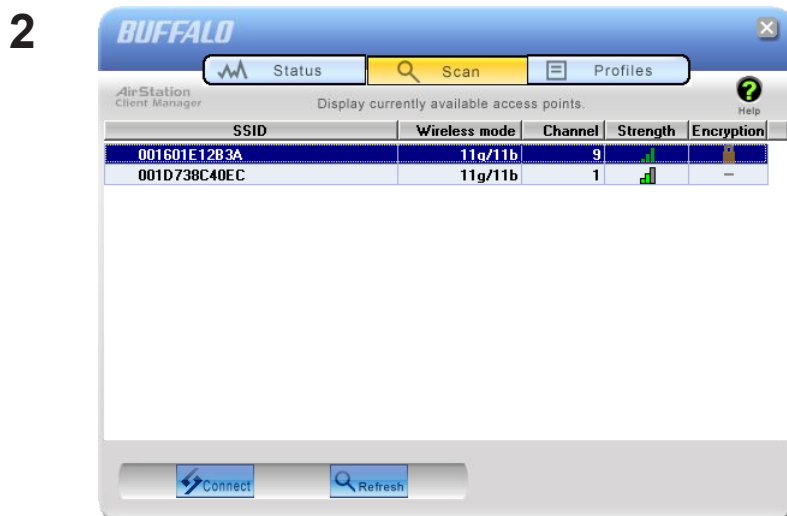 2
BUFFALO
Status Scan Profiles
AirStation
Client Manager
Display currently available access points.
Help
SSID Wireless mode Channel Strength Encryption
001601E12B3A 11g/11b 9
001D738C40EC 11g/11b 1 –
Connect Refresh